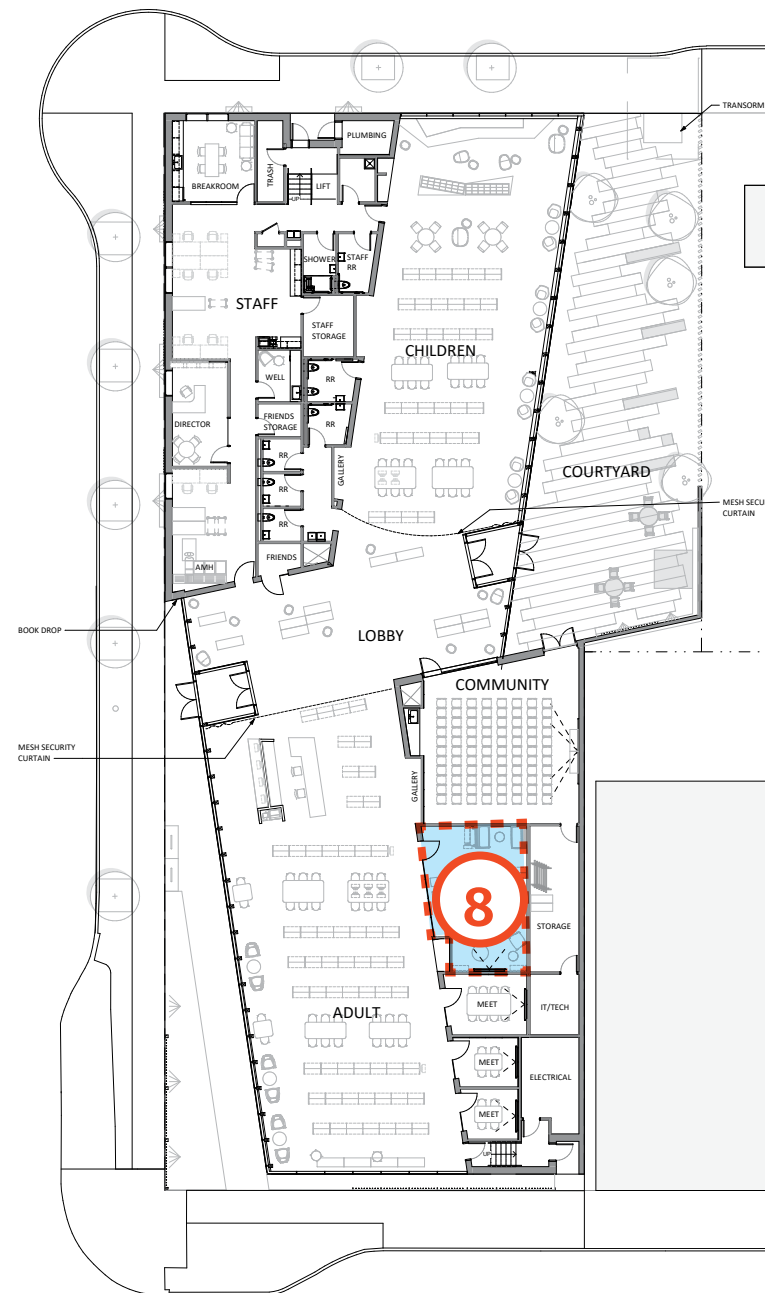 TRANSORM
PLUMBING
TRASH
BREAKROOM
LIFT
UP
SHOWER
STAFF
RR
STAFF
STAFF
STORAGE
CHILDREN
WELL
RR
DIRECTOR
FRIENDS
STORAGE
RR
RR
GALLERY
COURTYARD
RR
MESH SECU
CURTAIN
RR
FRIENDS
AMH
BOOK DROP
LOBBY
COMMUNITY
MESH SECURITY
CURTAIN
GALLERY
8
STORAGE
MEET
IT/TECH
ADULT
MEET
ELECTRICAL
MEET
UP